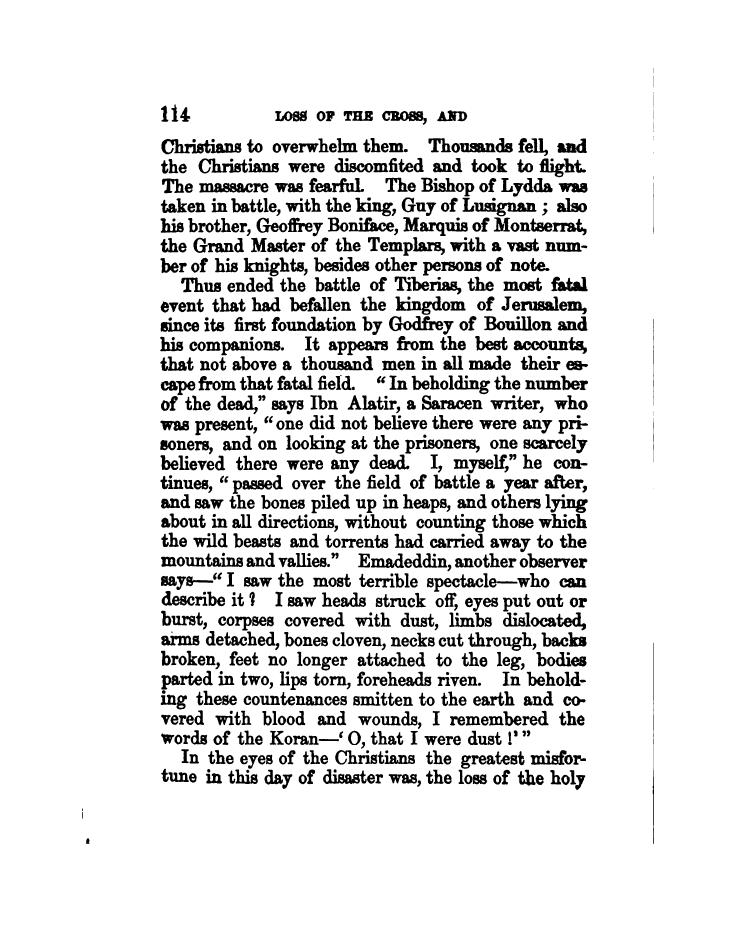 114 LOSS OF THE CROSS, AND
Christians to overwhelm them. Thousands fell, and
the Christians were discomfited and took to flight.
The massacre was fearful. The Bishop of Lydda was
taken in battle, with the king, Guy of Lusignan ; also
his brother, Geoffrey Boniface, Marquis of Montserrat,
the Grand Master of the Templars, with a vast num-
ber of his knights, besides other persons of note.
Thus ended the battle of Tiberias, the most fatal
event that had befallen the kingdom of Jerusalem,
since its first foundation by Godfrey of Bouillon and
his companions. It appears from the best accounts,
that not above a thousand men in all made their es-
cape from that fatal field. “ In beholding the number
of the dead,” says Ibn Alatir, a Saracen writer, who
was present, “ one did not believe there were any pri-
soners, and on looking at the prisoners, one scarcely
believed there were any dead. I, myself,” he con-
tinues, “ passed over the field of battle a year after,
and saw the bones piled up in heaps, and others lying
about in all directions, without counting those which
the wild beasts and torrents had carried away to the
mountains and vallies.” Emadeddin, another observer
says—“ I saw the most terrible spectacle—who can
describe it ? I saw heads struck off, eyes put out or
burst, corpses covered with dust, limbs dislocated,
arms detached, bones cloven, necks cut through, backs
broken, feet no longer attached to the leg, bodies
parted in two, lips torn, foreheads riven. In behold-
ing these countenances smitten to the earth and co-
vered with blood and wounds, I remembered the
words of the Koran—‘ O, that I were dust !’ ”
In the eyes of the Christians the greatest misfor-
tune in this day of disaster was, the loss of the holy